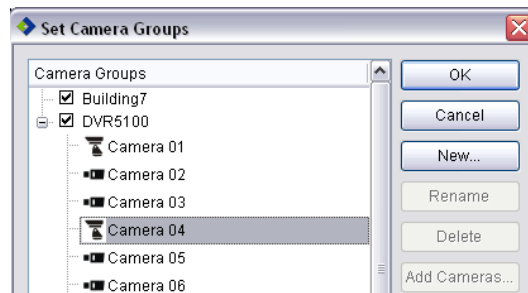 Set Camera Groups
Camera Groups
Building7
DVR5100
Camera 01
Camera 02
Camera 03
Camera 04
Camera 05
Camera 06
OK
Cancel
New...
Rename
Delete
Add Cameras...